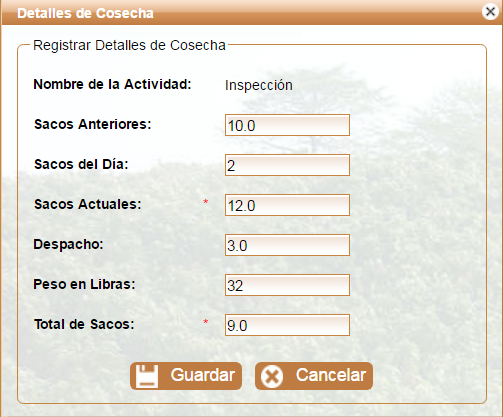 Detalles de Cosecha
Registrar Detalles de Cosecha
Nombre de la Actividad: Inspección
Sacos Anteriores: 10.0
Sacos del Día: 2
Sacos Actuales: * 12.0
Despacho: 3.0
Peso en Libras: 32
Total de Sacos: * 9.0
Guardar Cancelar